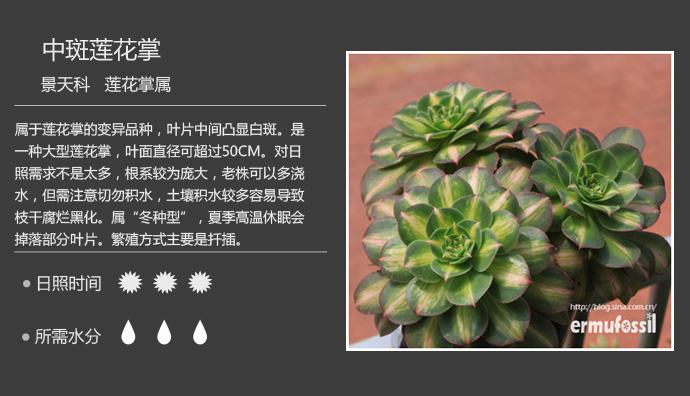 中斑莲花掌
景天科 莲花掌属
属于莲花掌的变异品种，叶片中间凸显白斑。是
一种大型莲花掌，叶面直径可超过50CM。对日
照需求不是太多，根系较为庞大，老株可以多浇
水，但需注意切勿积水，土壤积水较多容易导致
枝干腐烂黑化。属“冬种型”，夏季高温休眠会
掉落部分叶片。繁殖方式主要是扦插。
日照时间
所需水分
http://blog.sina.com.cn/
ermufossil